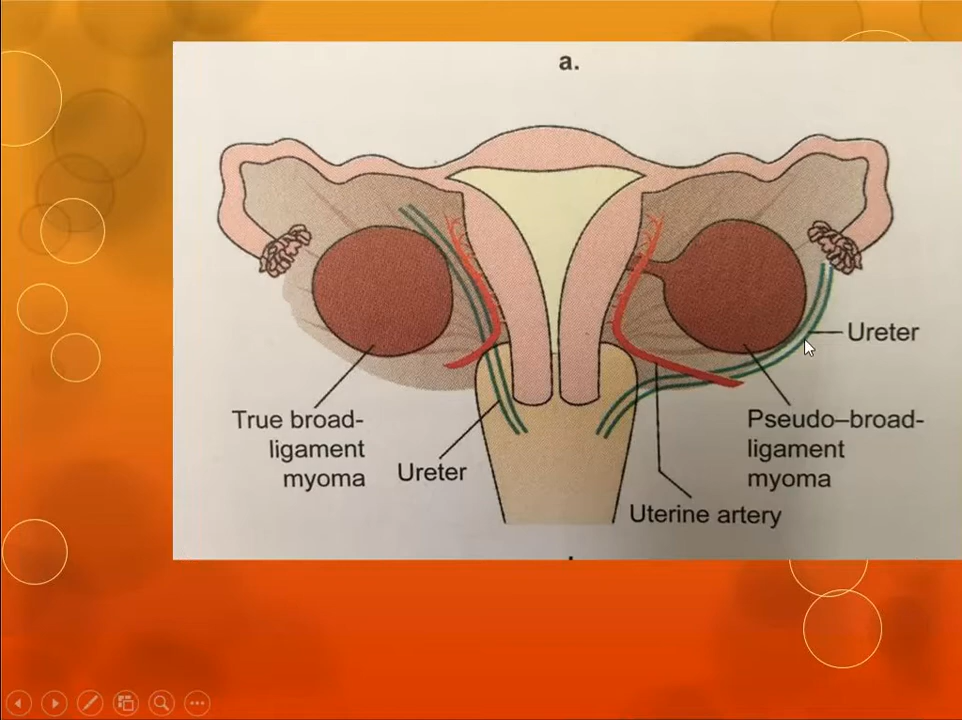 a.
Ureter
True broad-
ligament
myoma
Ureter
Pseudo–broad-
ligament
myoma
Uterine artery